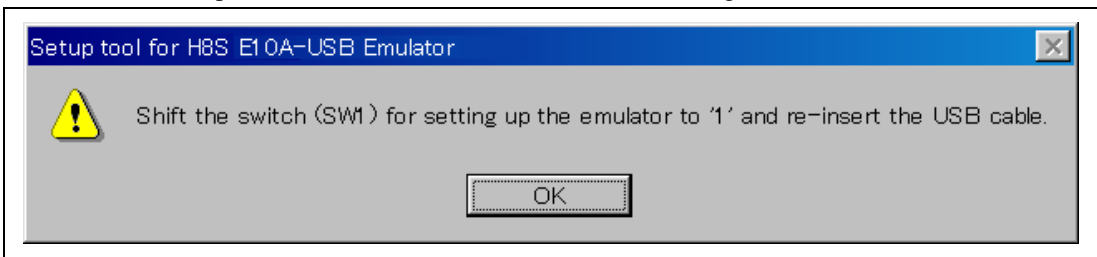 Setup tool for H8S E10A-USB Emulator
Shift the switch (SW1) for setting up the emulator to '1' and re-insert the USB cable.
OK